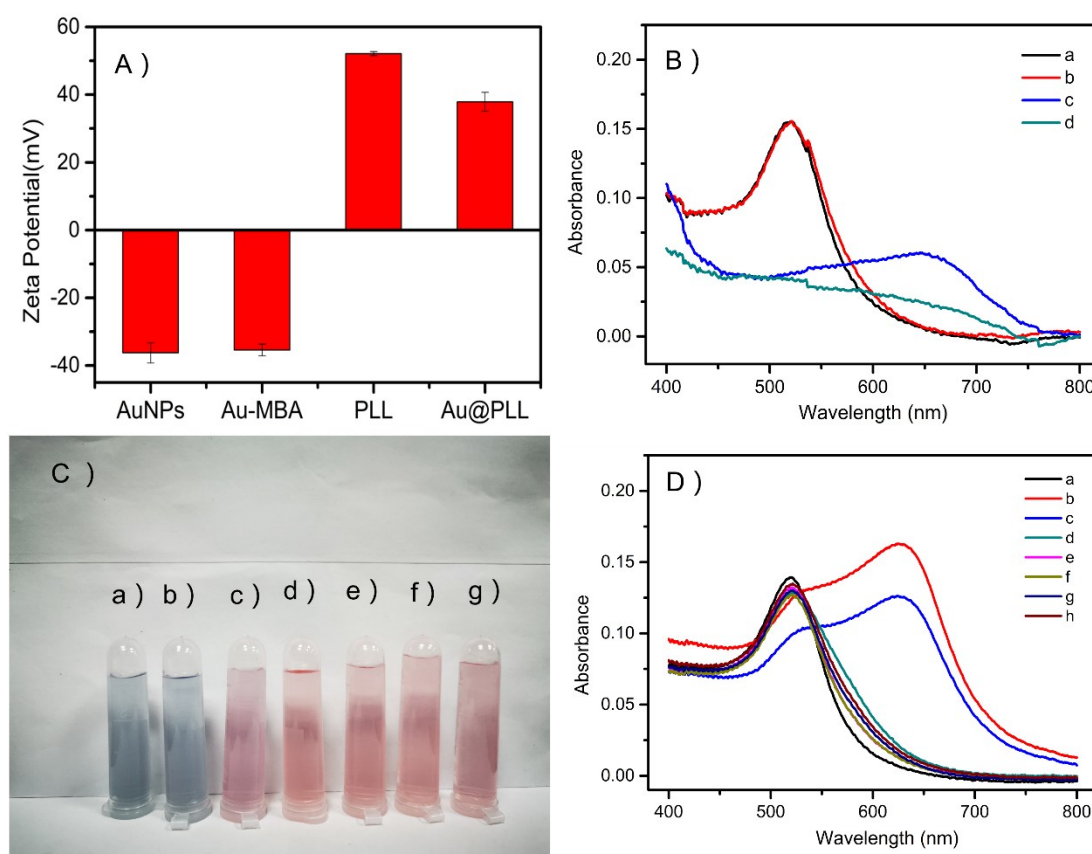 A )
Zeta Potential(mV)
60
40
20
0
-20
-40
AuNPs Au-MBA PLL Au@PLL
B )
a
b
c
d
Absorbance
0.20
0.15
0.10
0.05
0.00
400 500 600 700 800
Wavelength (nm)
C )
a ) b ) c ) d ) e ) f ) g )
D )
a
b
c
d
e
f
g
h
Absorbance
0.20
0.15
0.10
0.05
0.00
400 500 600 700 800
Wavelength (nm)